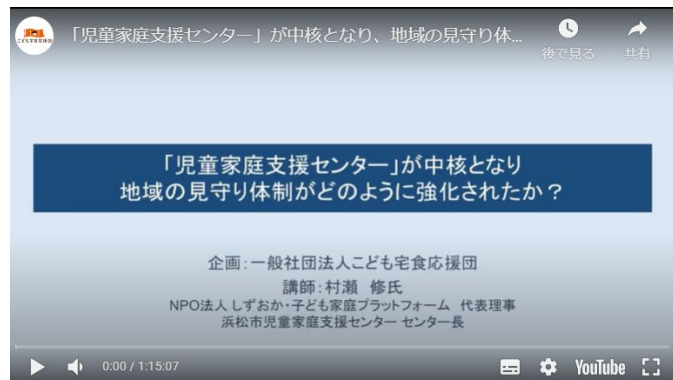 「児童家庭支援センター」が中核となり、地域の見守り体...
後で見る
共有
「児童家庭支援センター」が中核となり
地域の見守り体制がどのように強化されたか？
企画:一般社団法人こども宅食応援団
講師:村瀬 修氏
NPO法人 しずおか・子ども家庭プラットフォーム 代表理事
浜松市児童家庭支援センター センター長
0:00 / 1:15:07
YouTube